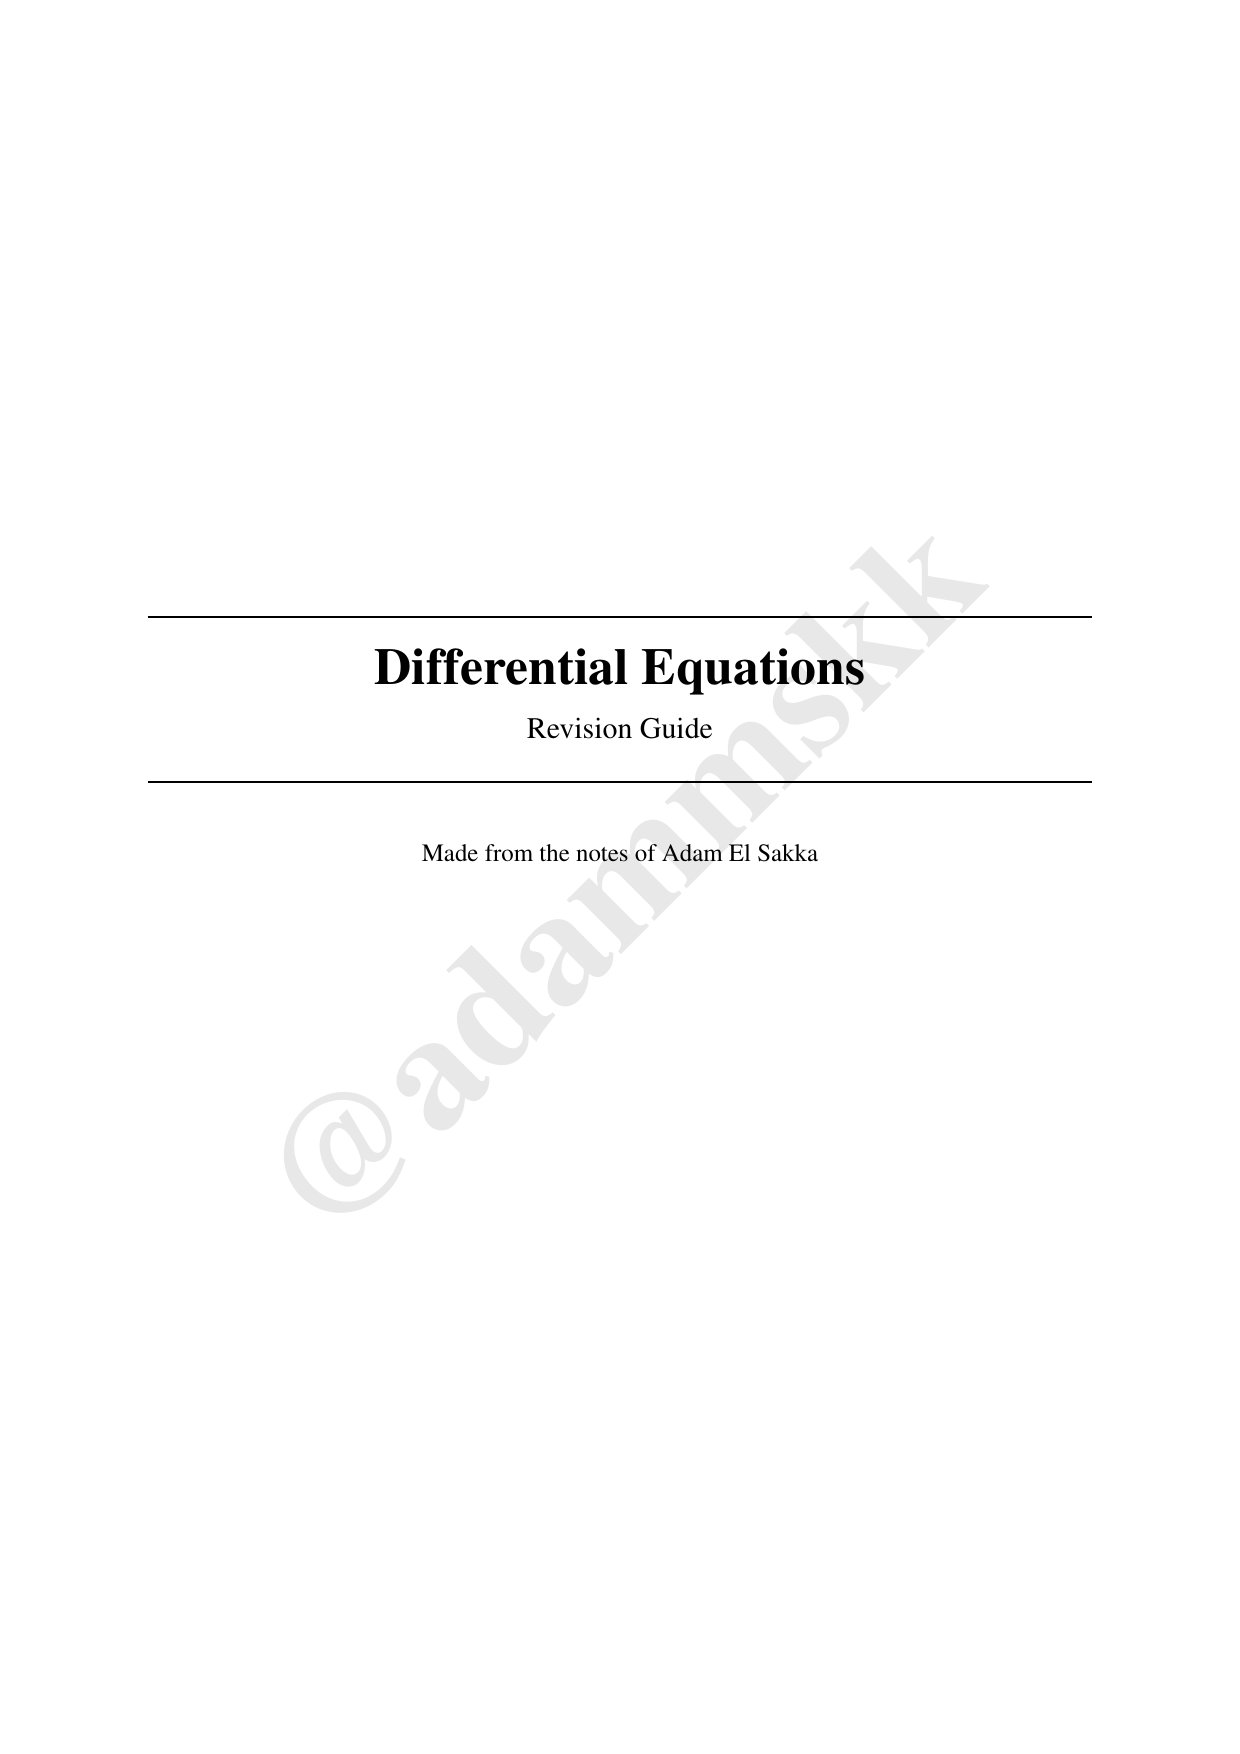 Differential Equations
Revision Guide
Made from the notes of Adam El Sakka
@adammskk